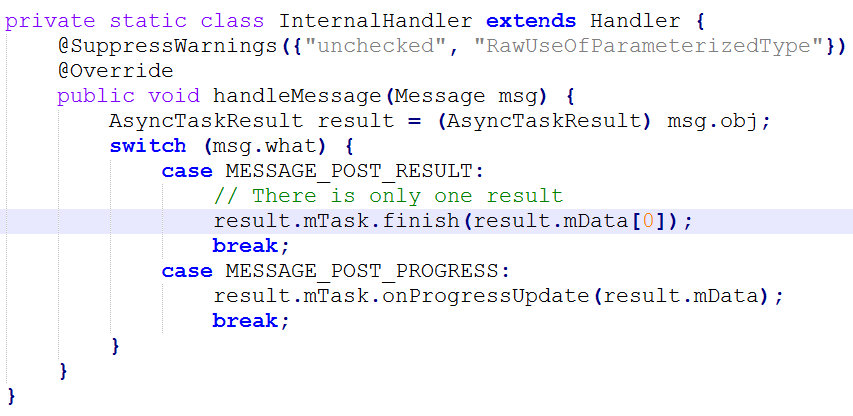 private static class InternalHandler extends Handler {
    @SuppressWarnings({"unchecked", "RawUseOfParameterizedType"})
    @Override
    public void handleMessage(Message msg) {
        AsyncTaskResult result = (AsyncTaskResult) msg.obj;
        switch (msg.what) {
            case MESSAGE_POST_RESULT:
                // There is only one result
                result.mTask.finish(result.mData[0]);
                break;
            case MESSAGE_POST_PROGRESS:
                result.mTask.onProgressUpdate(result.mData);
                break;
        }
    }
}